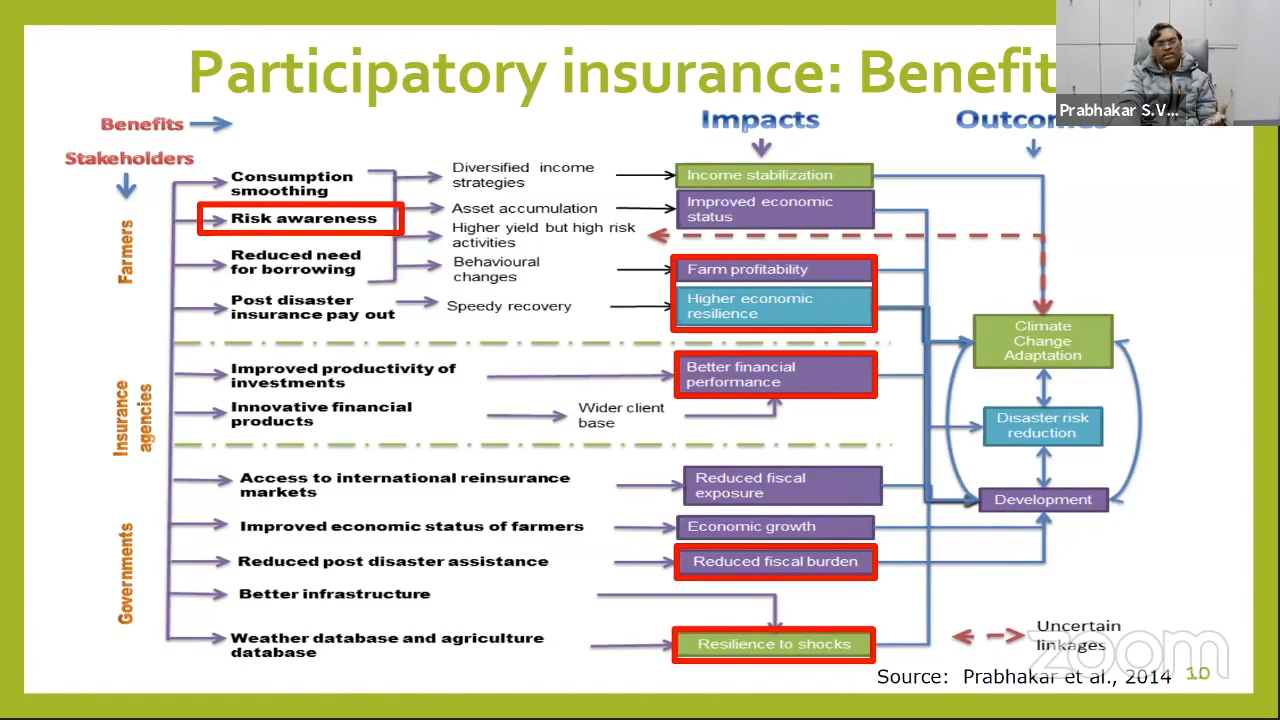 Participatory insurance: Benefit
Prabhakar S.V...
Benefits
Impacts
Outcomes
Stakeholders
Farmers
Consumption
smoothing
Risk awareness
Reduced need
for borrowing
Post disaster
insurance pay out
Diversified income
strategies
Asset accumulation
Higher yield but high risk
activities
Behavioural
changes
Speedy recovery
Income stabilization
Improved economic
status
Farm profitability
Higher economic
resilience
Climate
Change
Adaptation
Insurance
agencies
Improved productivity of
investments
Innovative financial
products
Wider client
base
Better financial
performance
Disaster risk
reduction
Governments
Access to international reinsurance
markets
Improved economic status of farmers
Reduced post disaster assistance
Better infrastructure
Weather database and agriculture
database
Reduced fiscal
exposure
Economic growth
Reduced fiscal burden
Resilience to shocks
Development
Uncertain
linkages
zoom
Source: Prabhakar et al., 2014
10